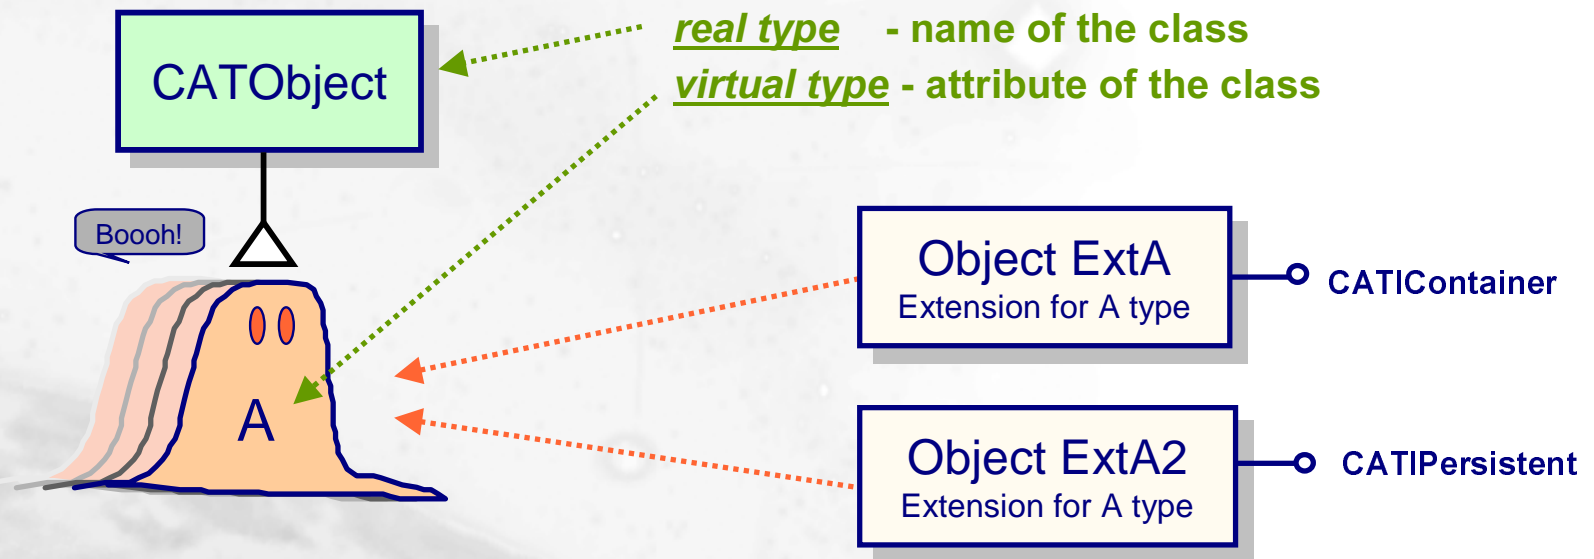 CATObject
real type - name of the class
virtual type - attribute of the class
Boooh!
A
Object ExtA
Extension for A type
CATIContainer
Object ExtA2
Extension for A type
CATIPersistent